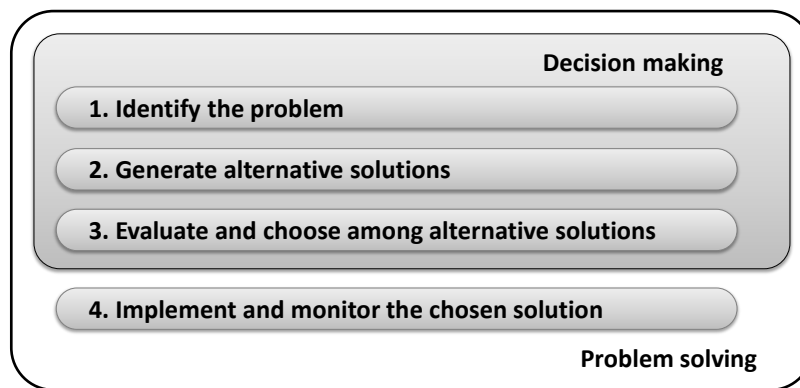 Decision making
1. Identify the problem
2. Generate alternative solutions
3. Evaluate and choose among alternative solutions
4. Implement and monitor the chosen solution
Problem solving